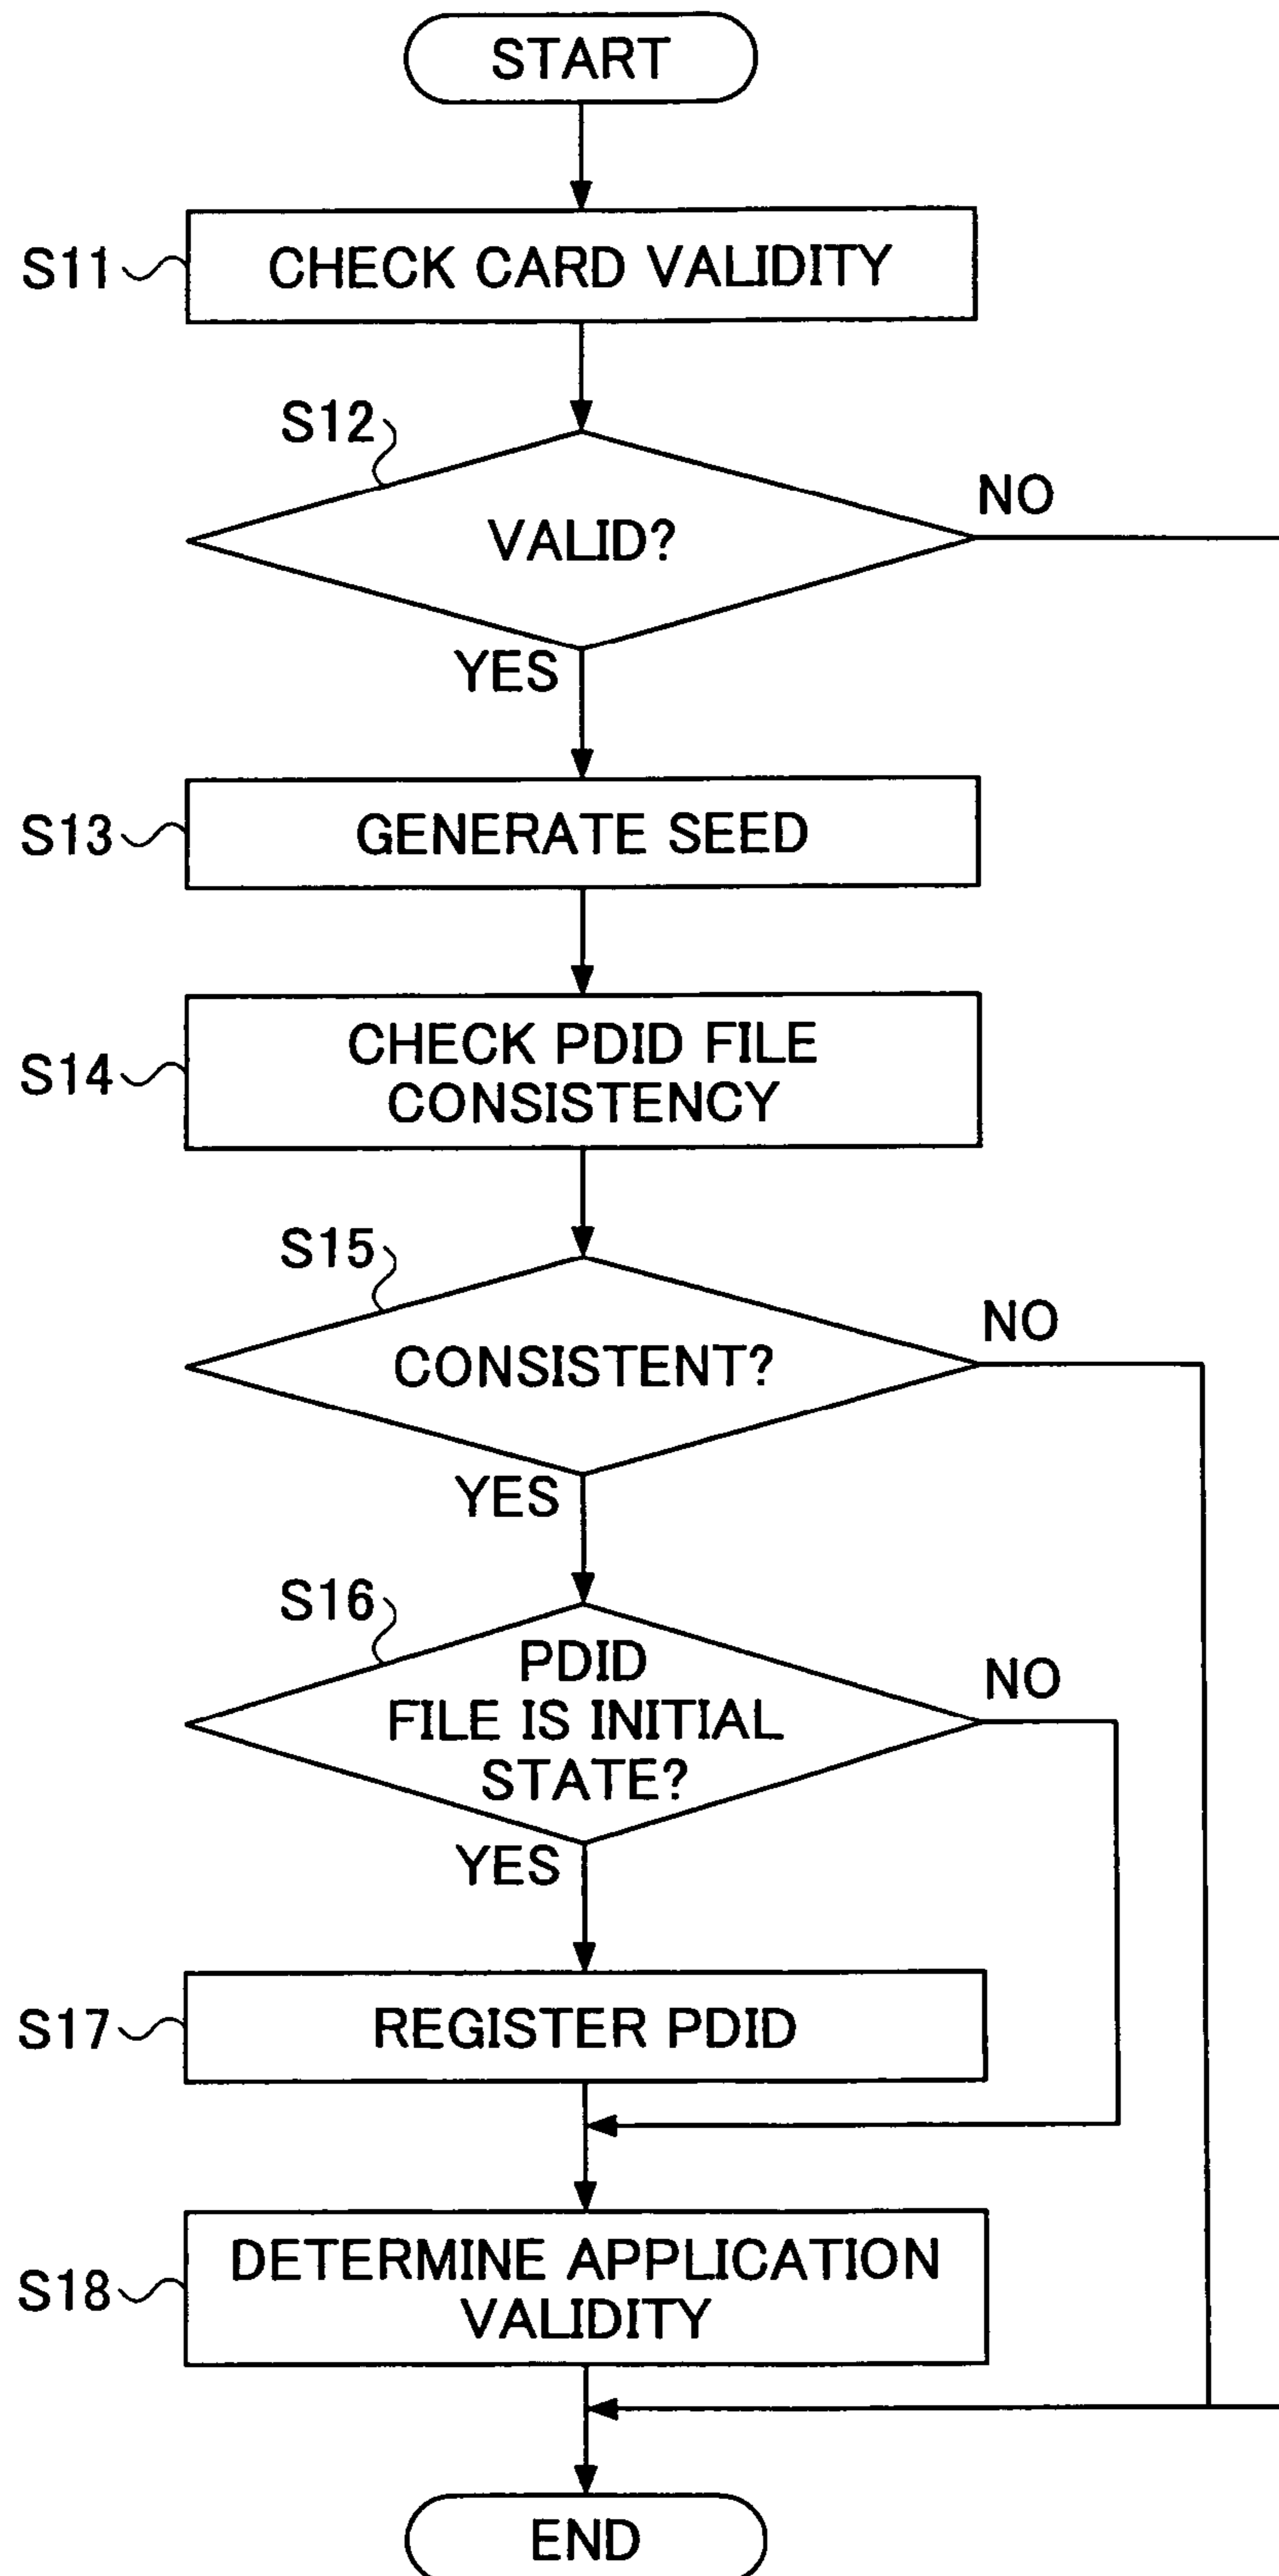 START
S11
CHECK CARD VALIDITY
S12
VALID?
NO
YES
S13
GENERATE SEED
S14
CHECK PDID FILE
CONSISTENCY
S15
CONSISTENT?
NO
YES
S16
PDID
FILE IS INITIAL
STATE?
NO
YES
S17
REGISTER PDID
S18
DETERMINE APPLICATION
VALIDITY
END